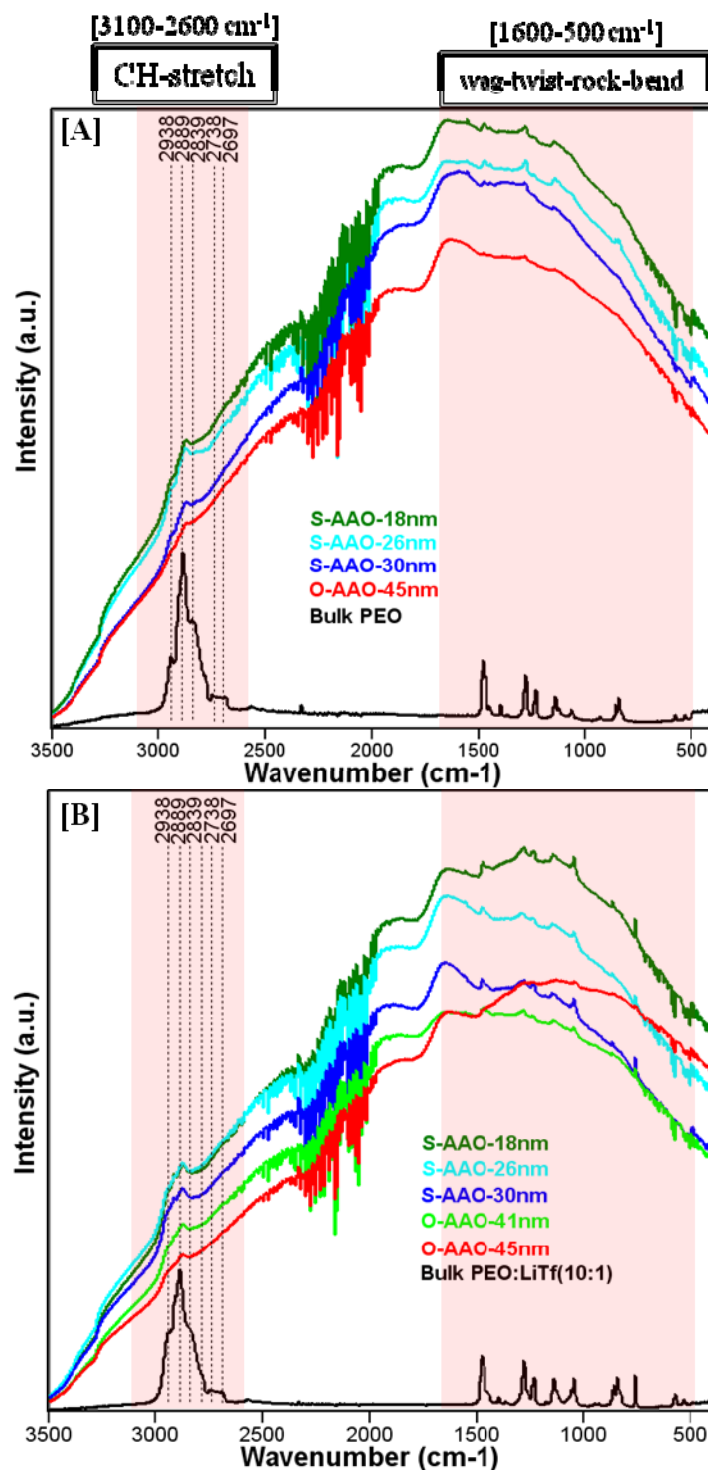 [3100-2600 cm-1]
[1600-500 cm-1]
CH-stretch
wag-twist-rock-bend
[A]
2938
2889
2839
2738
2697
Intensity (a.u.)
S-AAO-18nm
S-AAO-26nm
S-AAO-30nm
O-AAO-45nm
Bulk PEO
3500 3000 2500 2000 1500 1000 500
Wavenumber (cm-1)
[B]
2938
2889
2839
2738
2697
Intensity (a.u.)
S-AAO-18nm
S-AAO-26nm
S-AAO-30nm
O-AAO-41nm
O-AAO-45nm
Bulk PEO:LiTf(10:1)
3500 3000 2500 2000 1500 1000 500
Wavenumber (cm-1)